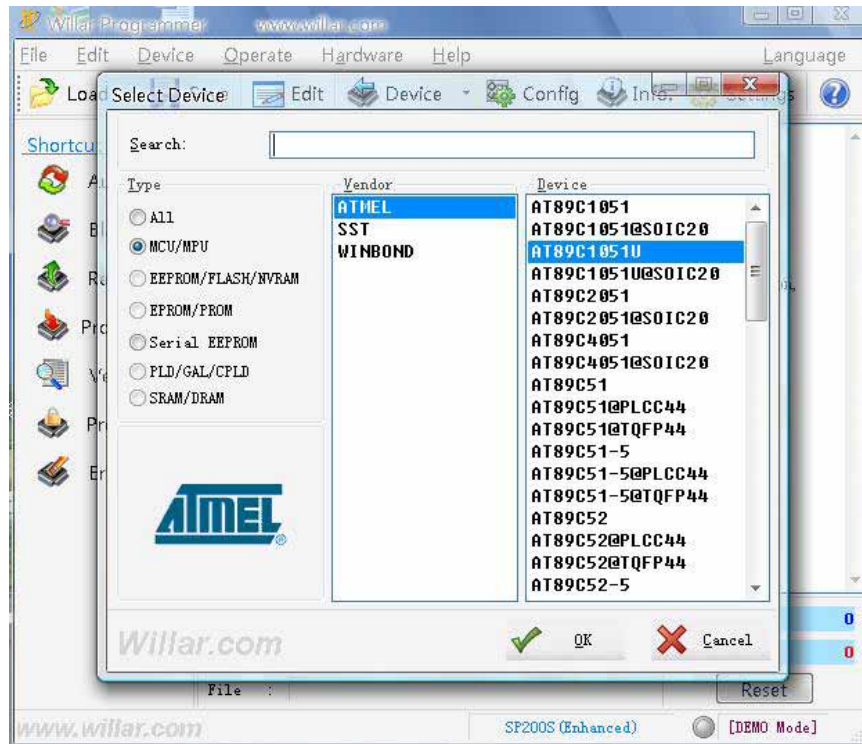 Willar Programmer www.willar.com
File Edit Device Operate Hardware Help Language
Load Edit Device Config Info.
Select Device
Search:
Shortcu
Type
All
MCU/MPU
EEPROM/FLASH/NVRAM
EPROM/PROM
Serial EEPROM
PLD/GAL/CPLD
SRAM/DRAM
ATMEL
Vendor
ATMEL
SST
WINBOND
Device
AT89C1051
AT89C1051@SOIC20
AT89C1051U
AT89C1051U@SOIC20
AT89C2051
AT89C2051@SOIC20
AT89C4051
AT89C4051@SOIC20
AT89C51
AT89C51@PLCC44
AT89C51@TQFP44
AT89C51-5
AT89C51-5@PLCC44
AT89C51-5@TQFP44
AT89C52
AT89C52@PLCC44
AT89C52@TQFP44
AT89C52-5
Willar.com
OK Cancel
0
0
File : Reset
www.willar.com SP200S(Enhanced) [DEMO Mode]